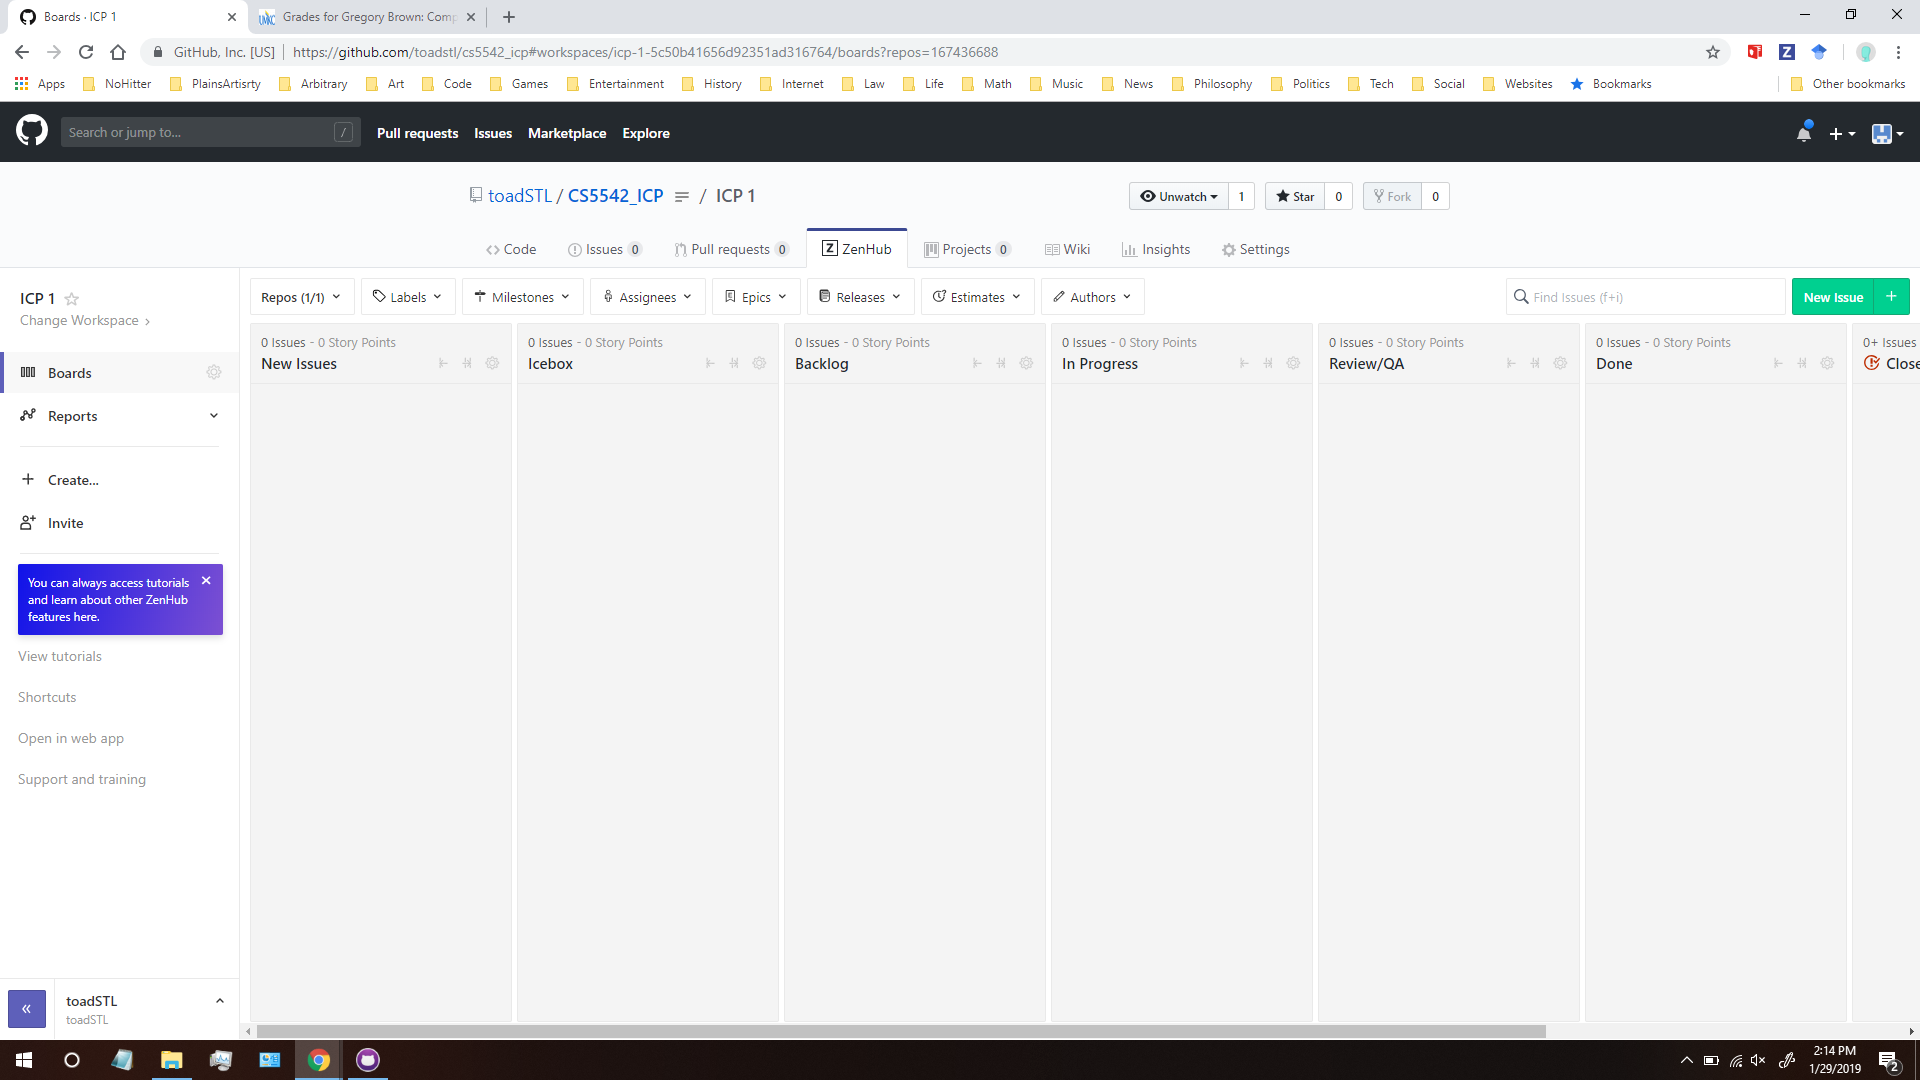 Boards · ICP 1
Grades for Gregory Brown: Comp
GitHub, Inc. [US] https://github.com/toadstl/cs5542_icp#workspaces/icp-1-5c50b41656d92351ad316764/boards?repos=167436688
Apps NoHitter PlainsArtisrty Arbitrary Art Code Games Entertainment History Internet Law Life Math Music News Philosophy Politics Tech Social Websites Bookmarks Other bookmarks
Search or jump to... / Pull requests Issues Marketplace Explore
toadSTL / CS5542_ICP / ICP 1 Unwatch 1 Star 0 Fork 0
Code Issues 0 Pull requests 0 Z ZenHub Projects 0 Wiki Insights Settings
ICP 1
Change Workspace
Boards
Reports
Create...
Invite
You can always access tutorials
and learn about other ZenHub
features here.
View tutorials
Shortcuts
Open in web app
Support and training
toadSTL
toadSTL
Repos (1/1) Labels Milestones Assignees Epics Releases Estimates Authors Find Issues (f+i) New Issue +
0 Issues - 0 Story Points
New Issues
0 Issues - 0 Story Points
Icebox
0 Issues - 0 Story Points
Backlog
0 Issues - 0 Story Points
In Progress
0 Issues - 0 Story Points
Review/QA
0 Issues - 0 Story Points
Done
0+ Issues
Close
2:14 PM
1/29/2019
2